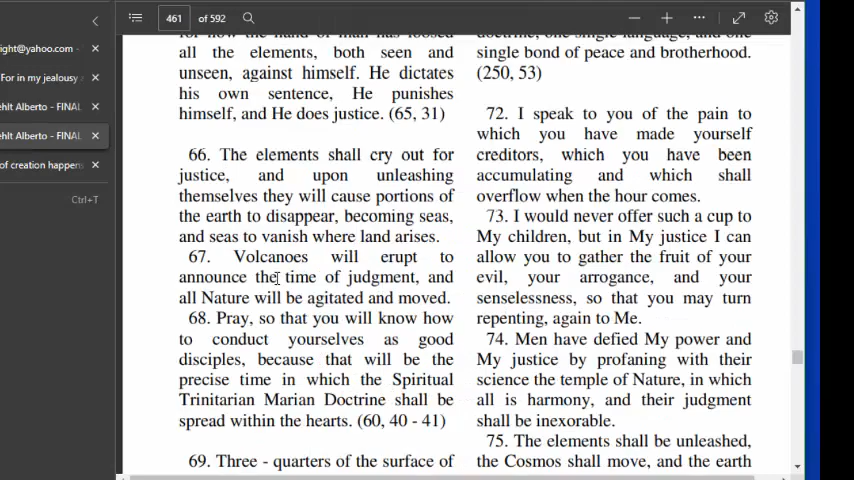 461 of 592
ight@yahoo.com -
For in my jealousy
ehlt Alberto - FINAL
ehlt Alberto - FINAL
of creation happens
Ctrl+T
all the elements, both seen and
unseen, against himself. He dictates
his own sentence, He punishes
himself, and He does justice. (65, 31)
66. The elements shall cry out for
justice, and upon unleashing
themselves they will cause portions of
the earth to disappear, becoming seas,
and seas to vanish where land arises.
67. Volcanoes will erupt to
announce the time of judgment, and
all Nature will be agitated and moved.
68. Pray, so that you will know how
to conduct yourselves as good
disciples, because that will be the
precise time in which the Spiritual
Trinitarian Marian Doctrine shall be
spread within the hearts. (60, 40 - 41)
69. Three - quarters of the surface of
doctrine, one single language, and one
single bond of peace and brotherhood.
(250, 53)
72. I speak to you of the pain to
which you have made yourself
creditors, which you have been
accumulating and which shall
overflow when the hour comes.
73. I would never offer such a cup to
My children, but in My justice I can
allow you to gather the fruit of your
evil, your arrogance, and your
senselessness, so that you may turn
repenting, again to Me.
74. Men have defied My power and
My justice by profaning with their
science the temple of Nature, in which
all is harmony, and their judgment
shall be inexorable.
75. The elements shall be unleashed,
the Cosmos shall move, and the earth